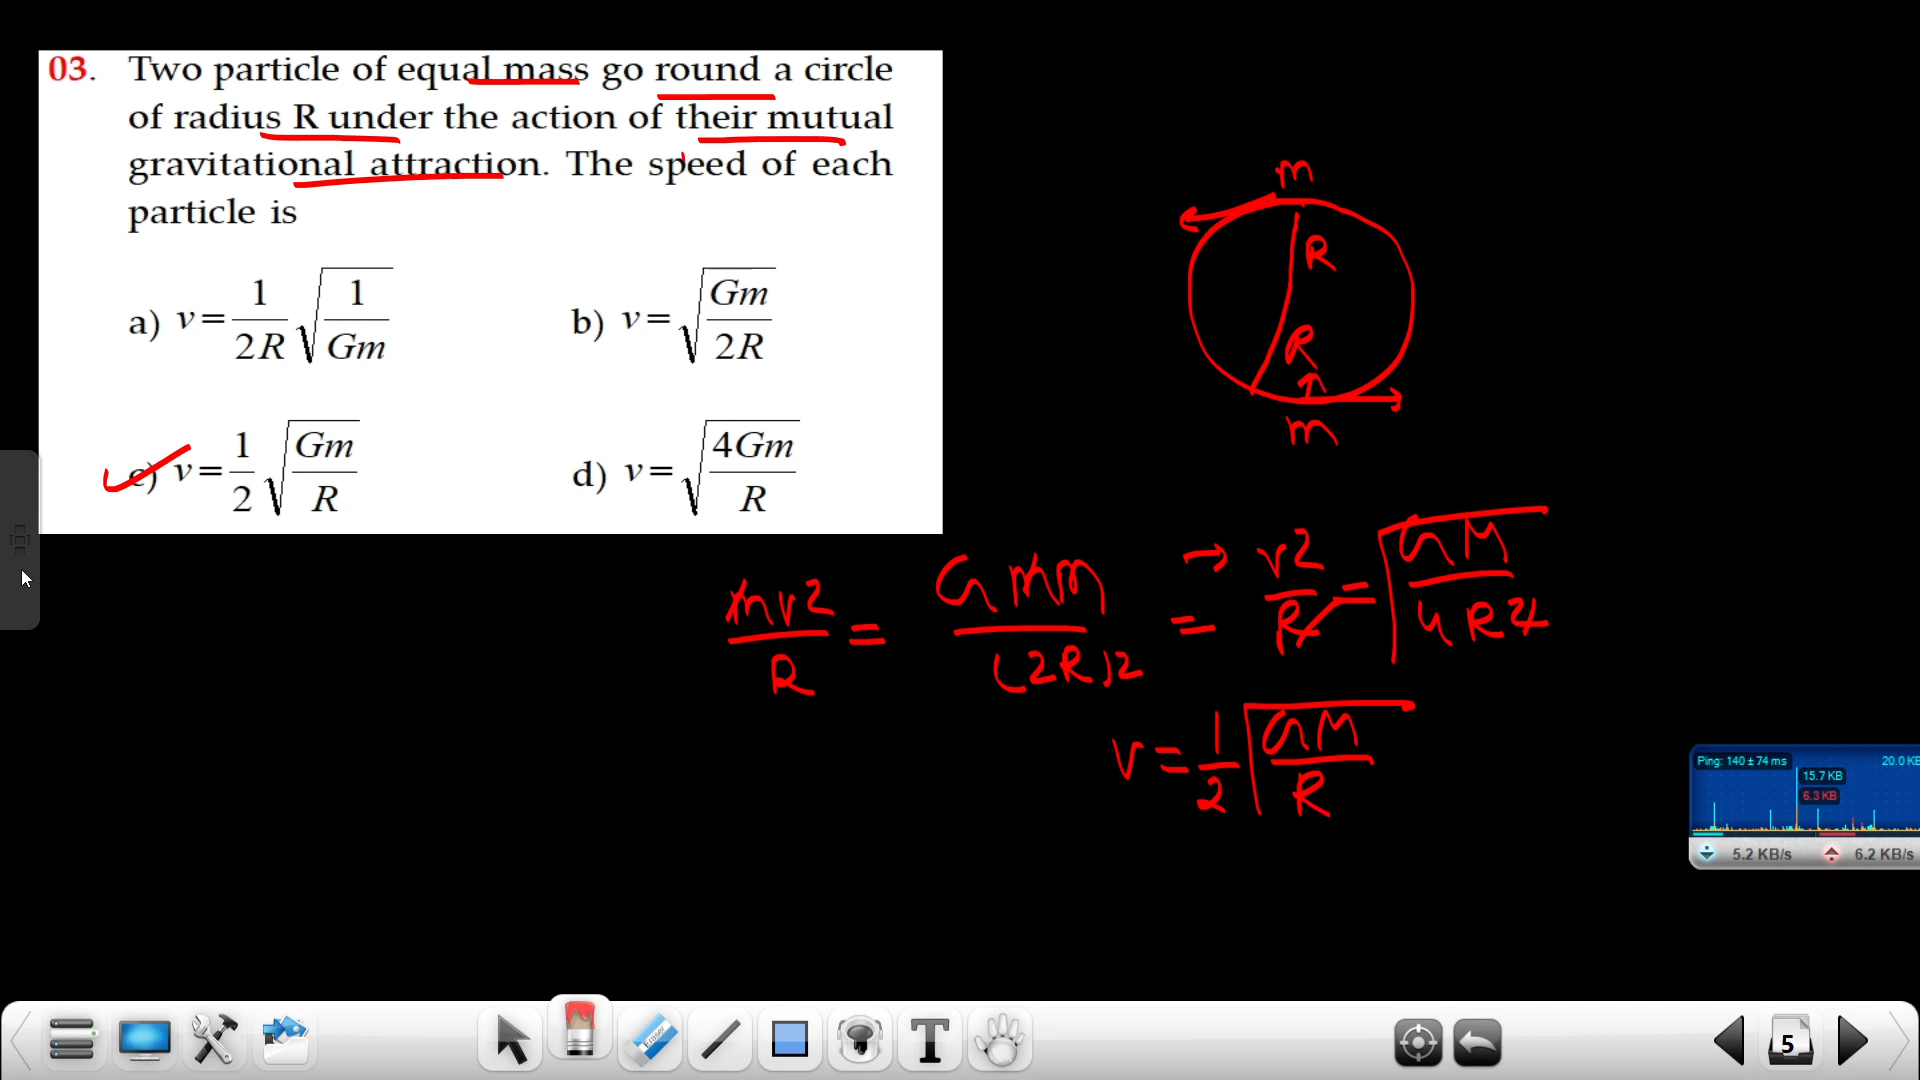 03. Two particle of equal mass go round a circle
of radius R under the action of their mutual
gravitational attraction. The speed of each
particle is
a) v = 1/2R √(1/Gm)
b) v = √(Gm/2R)
c) v = 1/2 √(Gm/R)
d) v = √(4Gm/R)
m
R
R
m
mv2/R = Gmm/(2R)2 = → v2/R = √(GM/4R2)
v = 1/2 √(GM/R)
Ping: 140 ± 74 ms
20.0 KB
15.7 KB
6.3 KB
5.2 KB/s 6.2 KB/s
Eraser
T
5